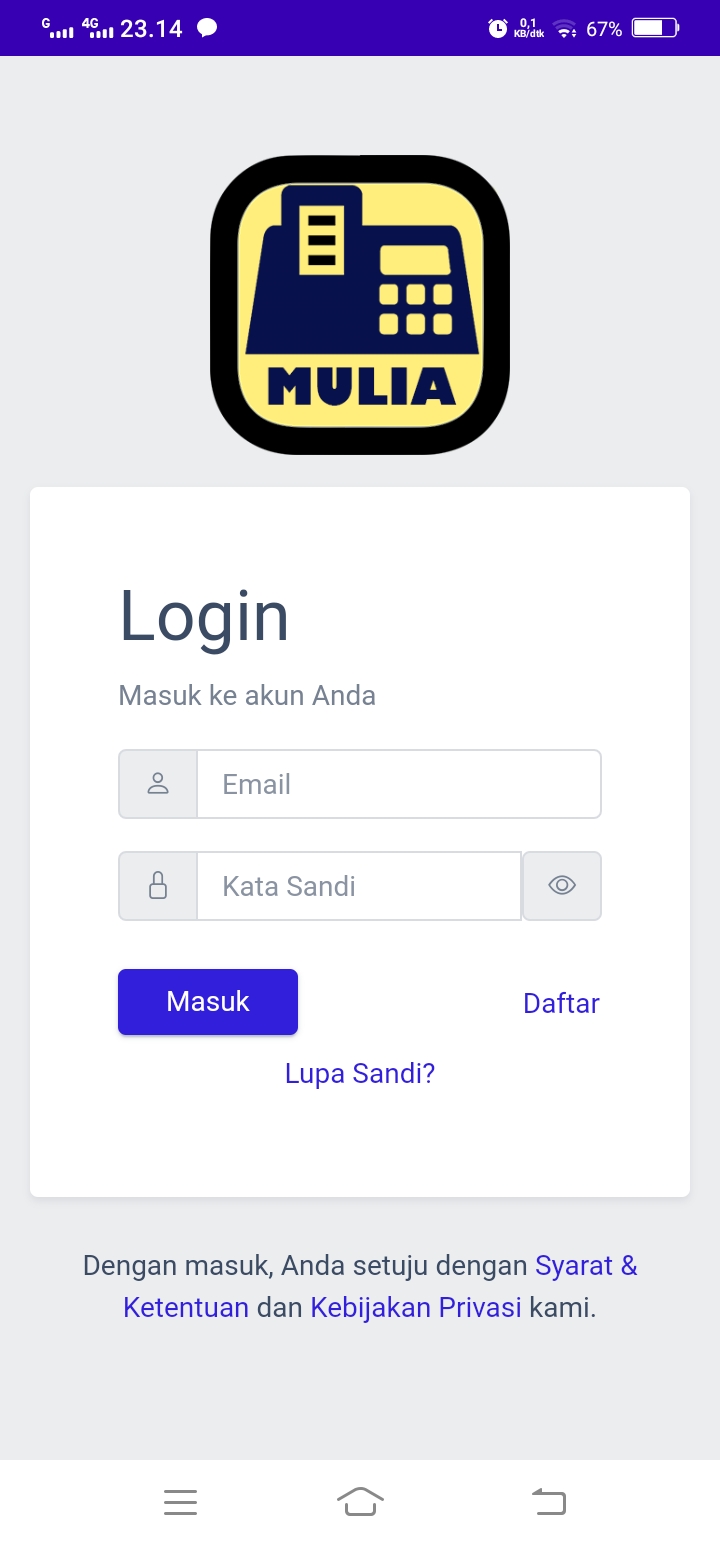 G 4G 23.14 0,1 KB/dtk 67%
MULIA
Login
Masuk ke akun Anda
Email
Kata Sandi
Masuk Daftar
Lupa Sandi?
Dengan masuk, Anda setuju dengan Syarat &
Ketentuan dan Kebijakan Privasi kami.